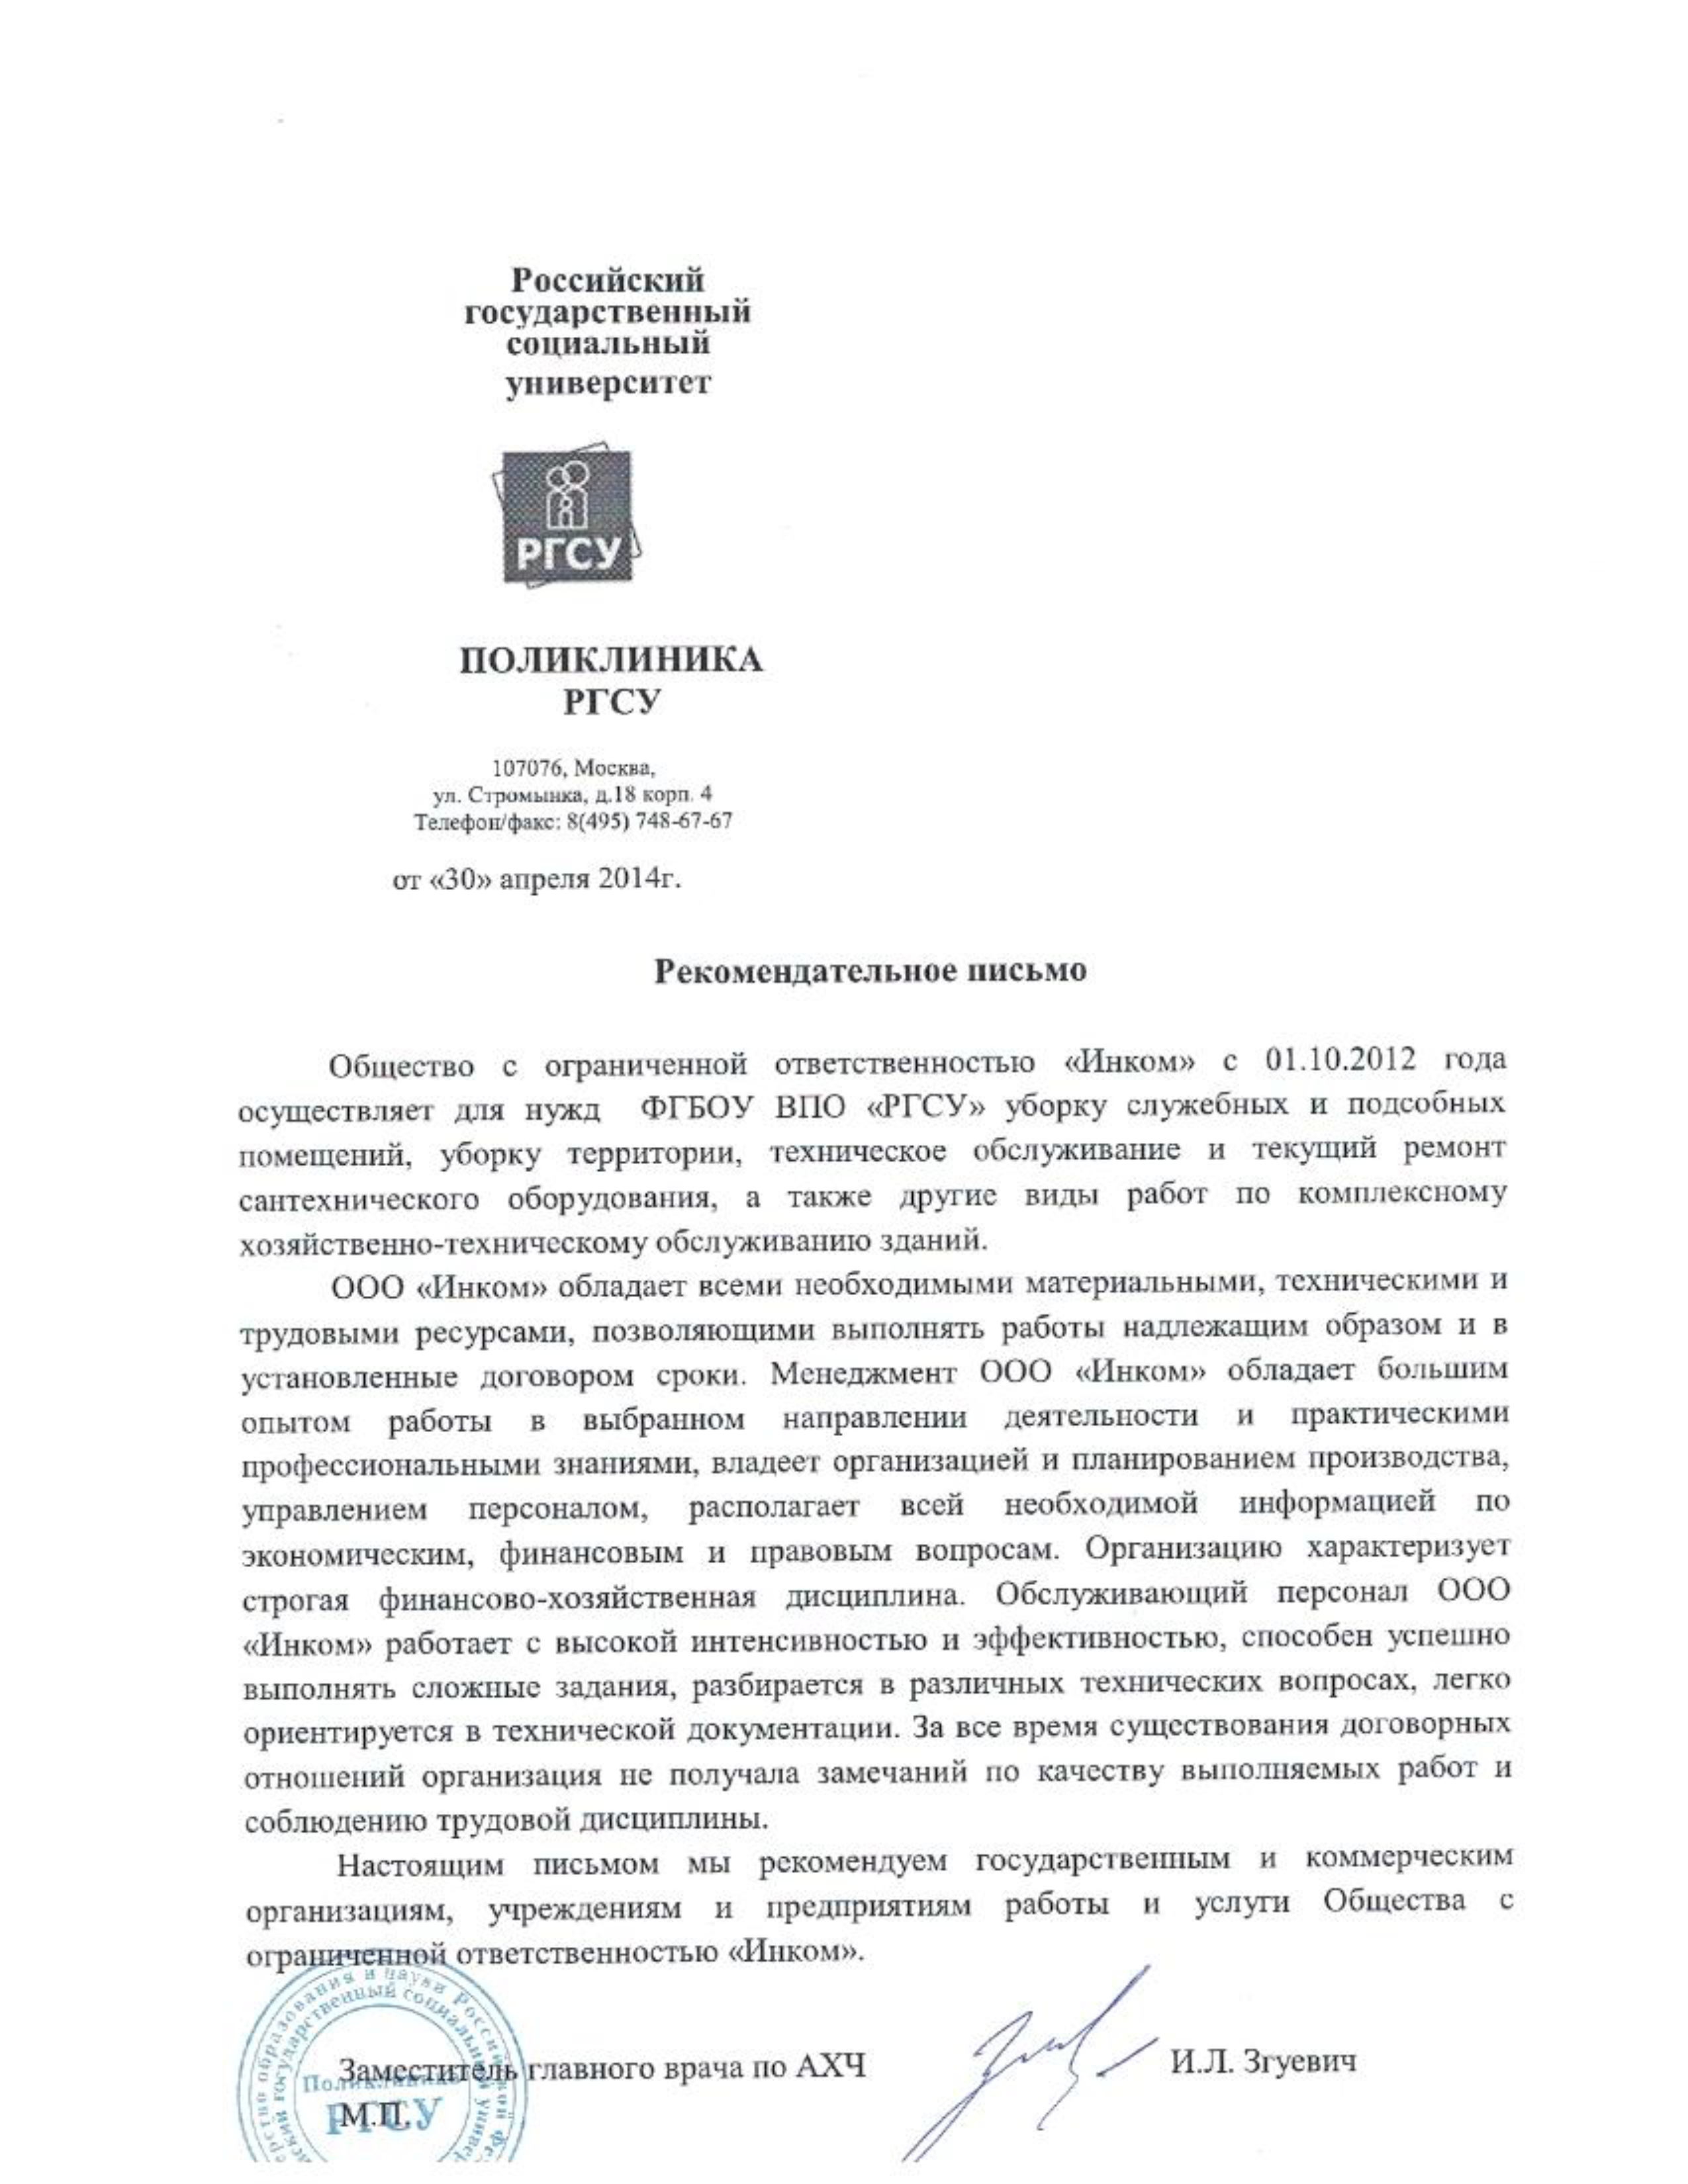 Российский
государственный
социальный
университет
РГСУ
ПОЛИКЛИНИКА
РГСУ
107076, Москва,
ул. Стромынка, д.18 корп. 4
Телефон/факс: 8(495) 748-67-67
от «30» апреля 2014г.
Рекомендательное письмо
Общество с ограниченной ответственностью «Инком» с 01.10.2012 года
осуществляет для нужд ФГБОУ ВПО «РГСУ» уборку служебных и подсобных
помещений, уборку территории, техническое обслуживание и текущий ремонт
сантехнического оборудования, а также другие виды работ по комплексному
хозяйственно-техническому обслуживанию зданий.
ООО «Инком» обладает всеми необходимыми материальными, техническими и
трудовыми ресурсами, позволяющими выполнять работы надлежащим образом и в
установленные договором сроки. Менеджмент ООО «Инком» обладает большим
опытом работы в выбранном направлении деятельности и практическими
профессиональными знаниями, владеет организацией и планированием производства,
управлением персоналом, располагает всей необходимой информацией по
экономическим, финансовым и правовым вопросам. Организацию характеризует
строгая финансово-хозяйственная дисциплина. Обслуживающий персонал ООО
«Инком» работает с высокой интенсивностью и эффективностью, способен успешно
выполнять сложные задания, разбирается в различных технических вопросах, легко
ориентируется в технической документации. За все время существования договорных
отношений организация не получала замечаний по качеству выполняемых работ и
соблюдению трудовой дисциплины.
Настоящим письмом мы рекомендуем государственным и коммерческим
организациям, учреждениям и предприятиям работы и услуги Общества с
ограниченной ответственностью «Инком».
Заместитель главного врача по АХЧ И.Л. Згуевич
М.П.
образования и науки
государственный социальный
Поликлиника
РГСУ